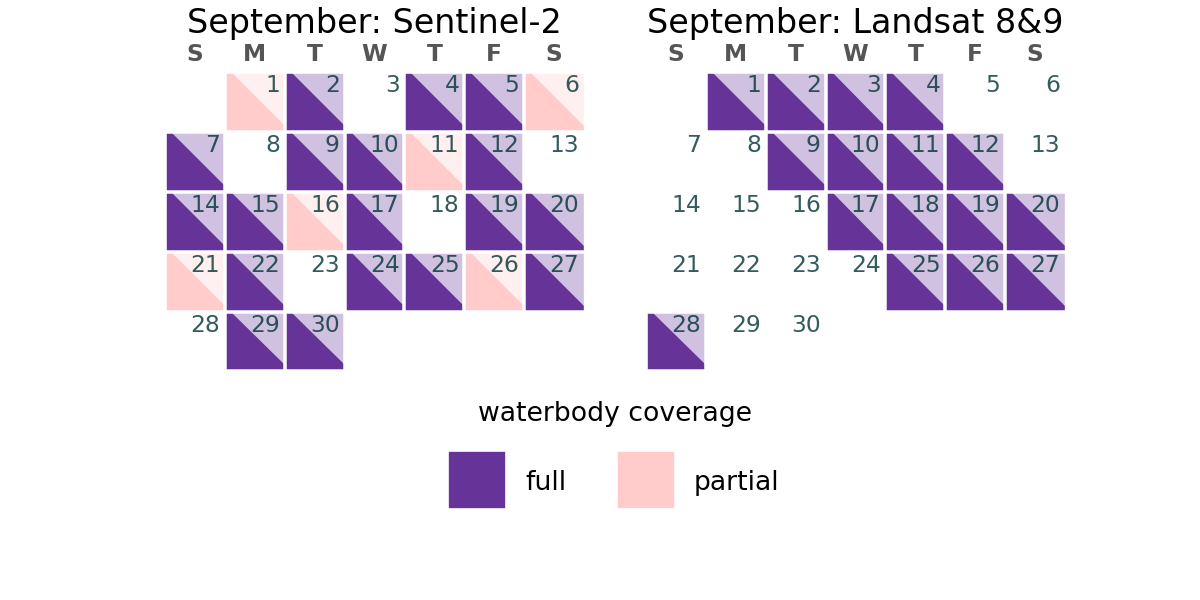 September: Sentinel-2
S M T W T F S
1 2 3 4 5 6
7 8 9 10 11 12 13
14 15 16 17 18 19 20
21 22 23 24 25 26 27
28 29 30
September: Landsat 8&9
S M T W T F S
1 2 3 4 5 6
7 8 9 10 11 12 13
14 15 16 17 18 19 20
21 22 23 24 25 26 27
28 29 30
waterbody coverage
full
partial